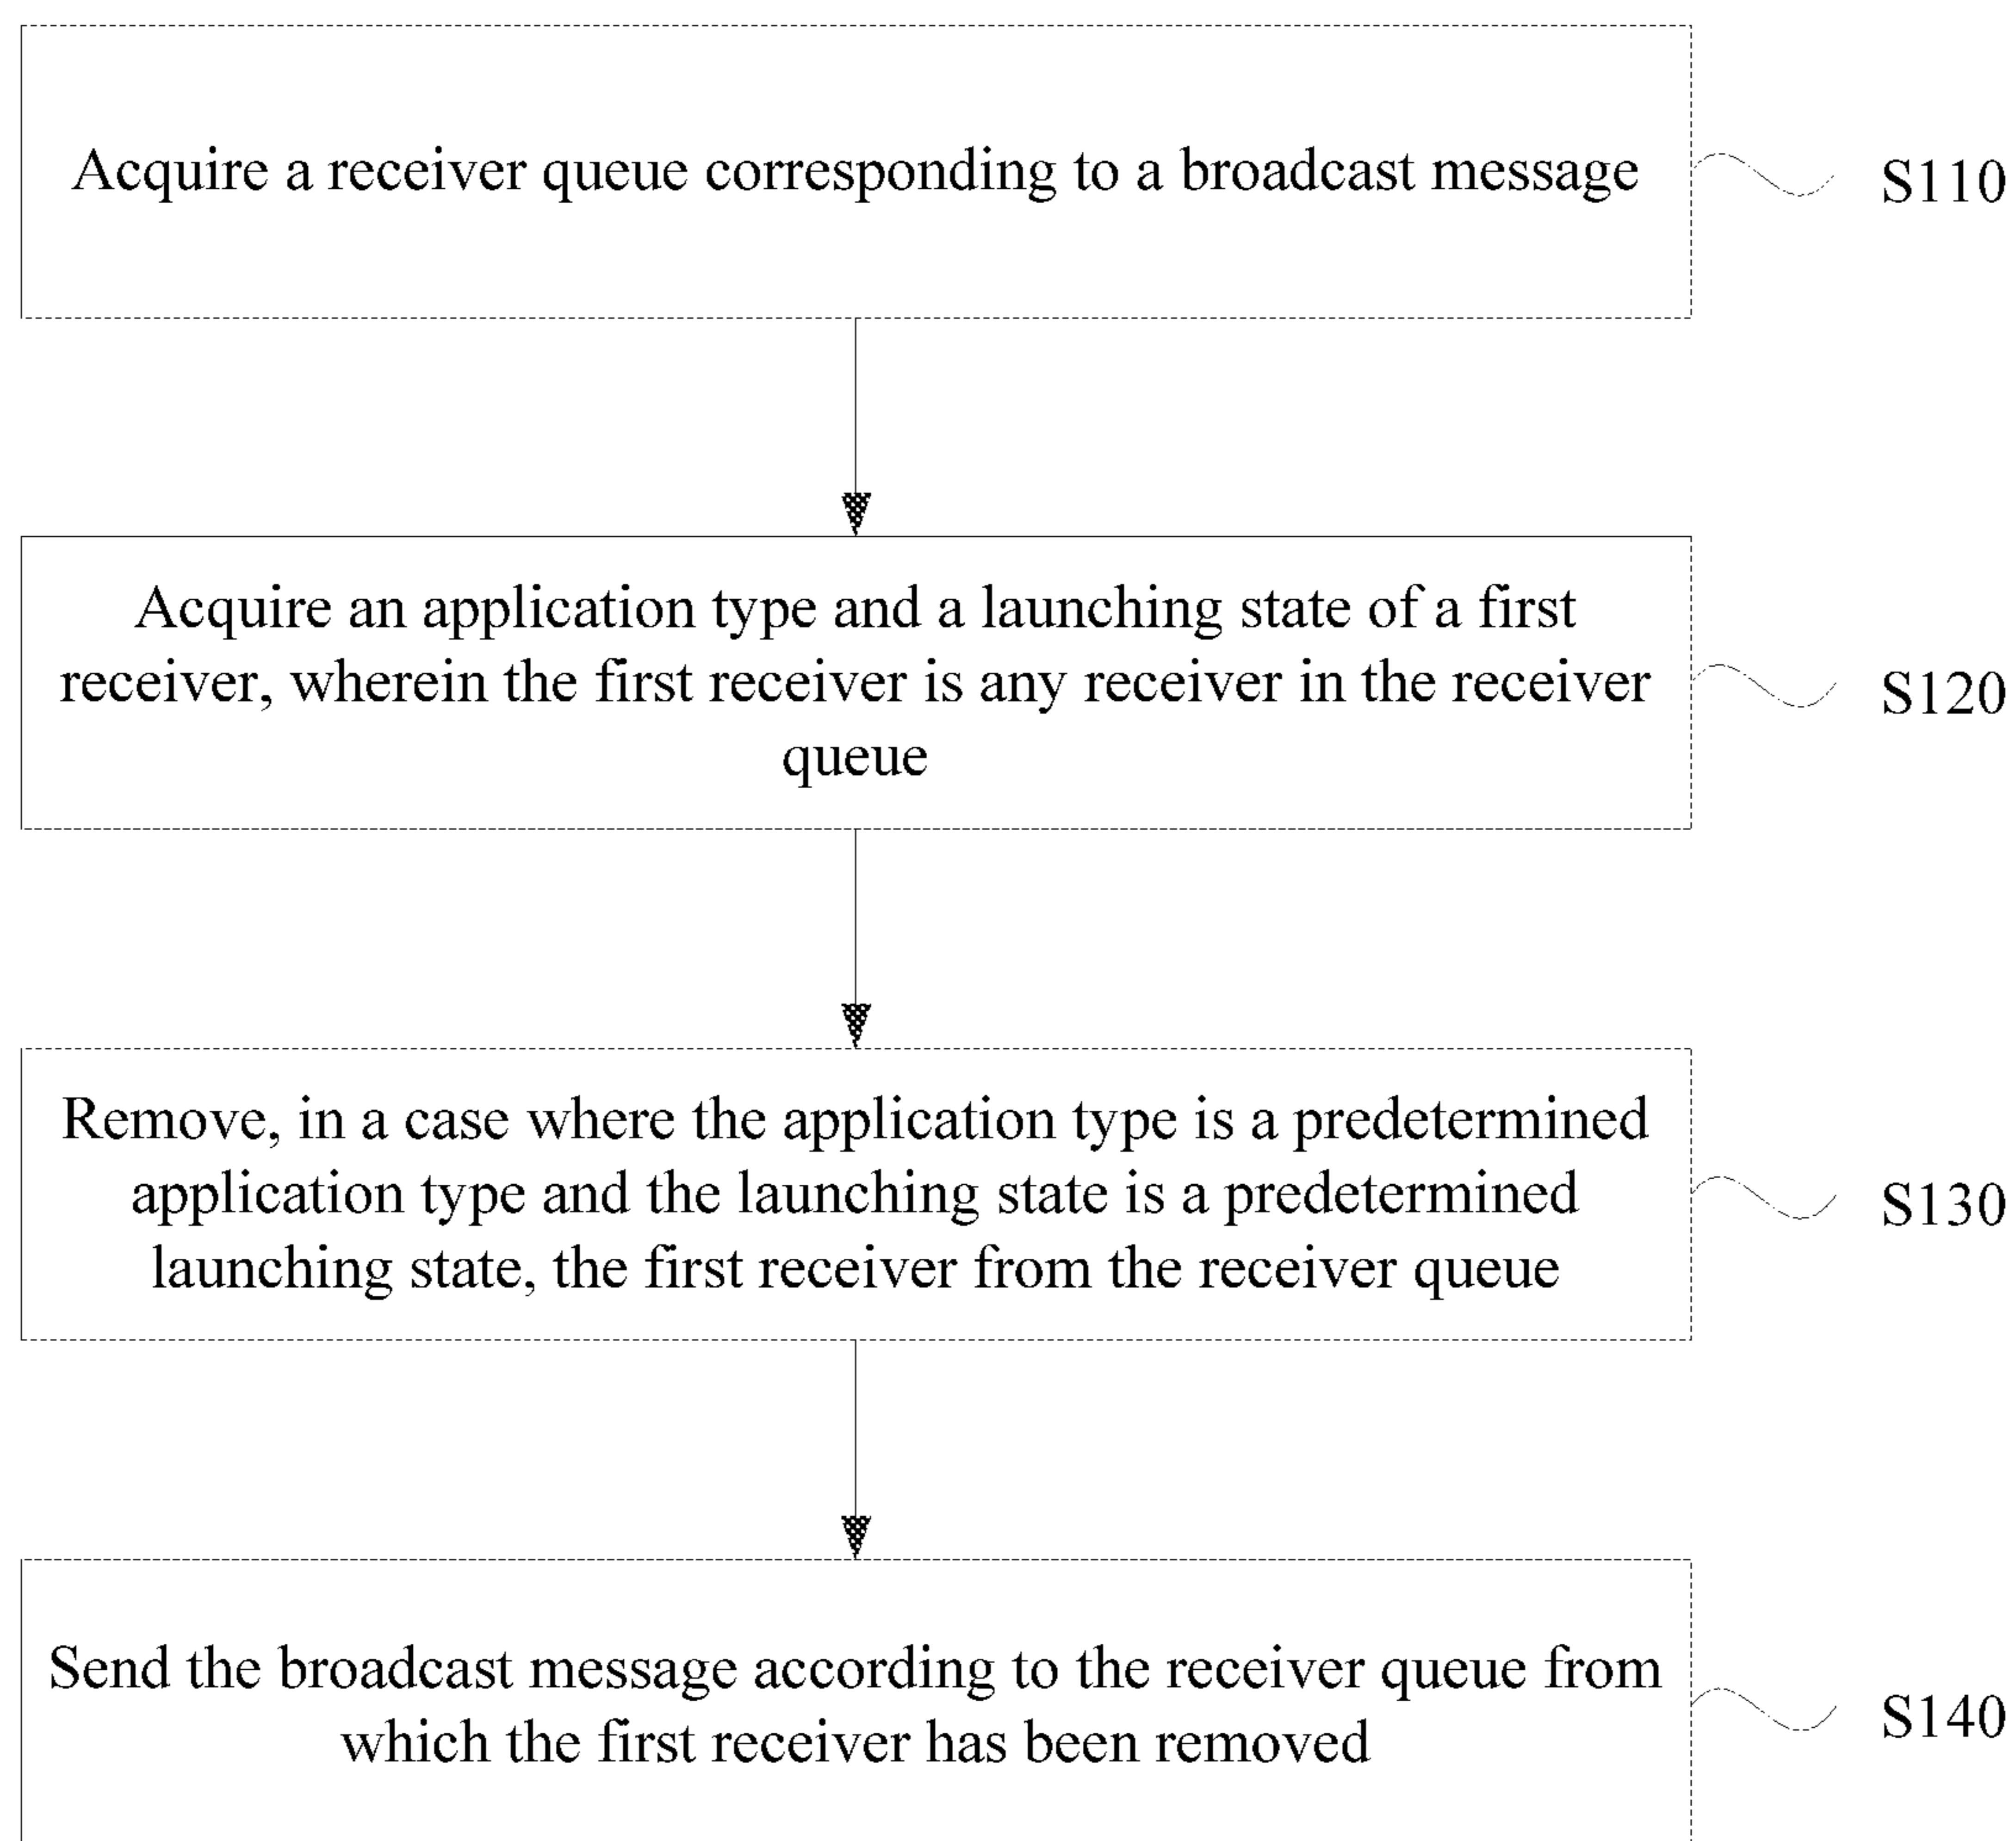 Acquire a receiver queue corresponding to a broadcast message
S110
Acquire an application type and a launching state of a first
receiver, wherein the first receiver is any receiver in the receiver
queue
S120
Remove, in a case where the application type is a predetermined
application type and the launching state is a predetermined
launching state, the first receiver from the receiver queue
S130
Send the broadcast message according to the receiver queue from
which the first receiver has been removed
S140